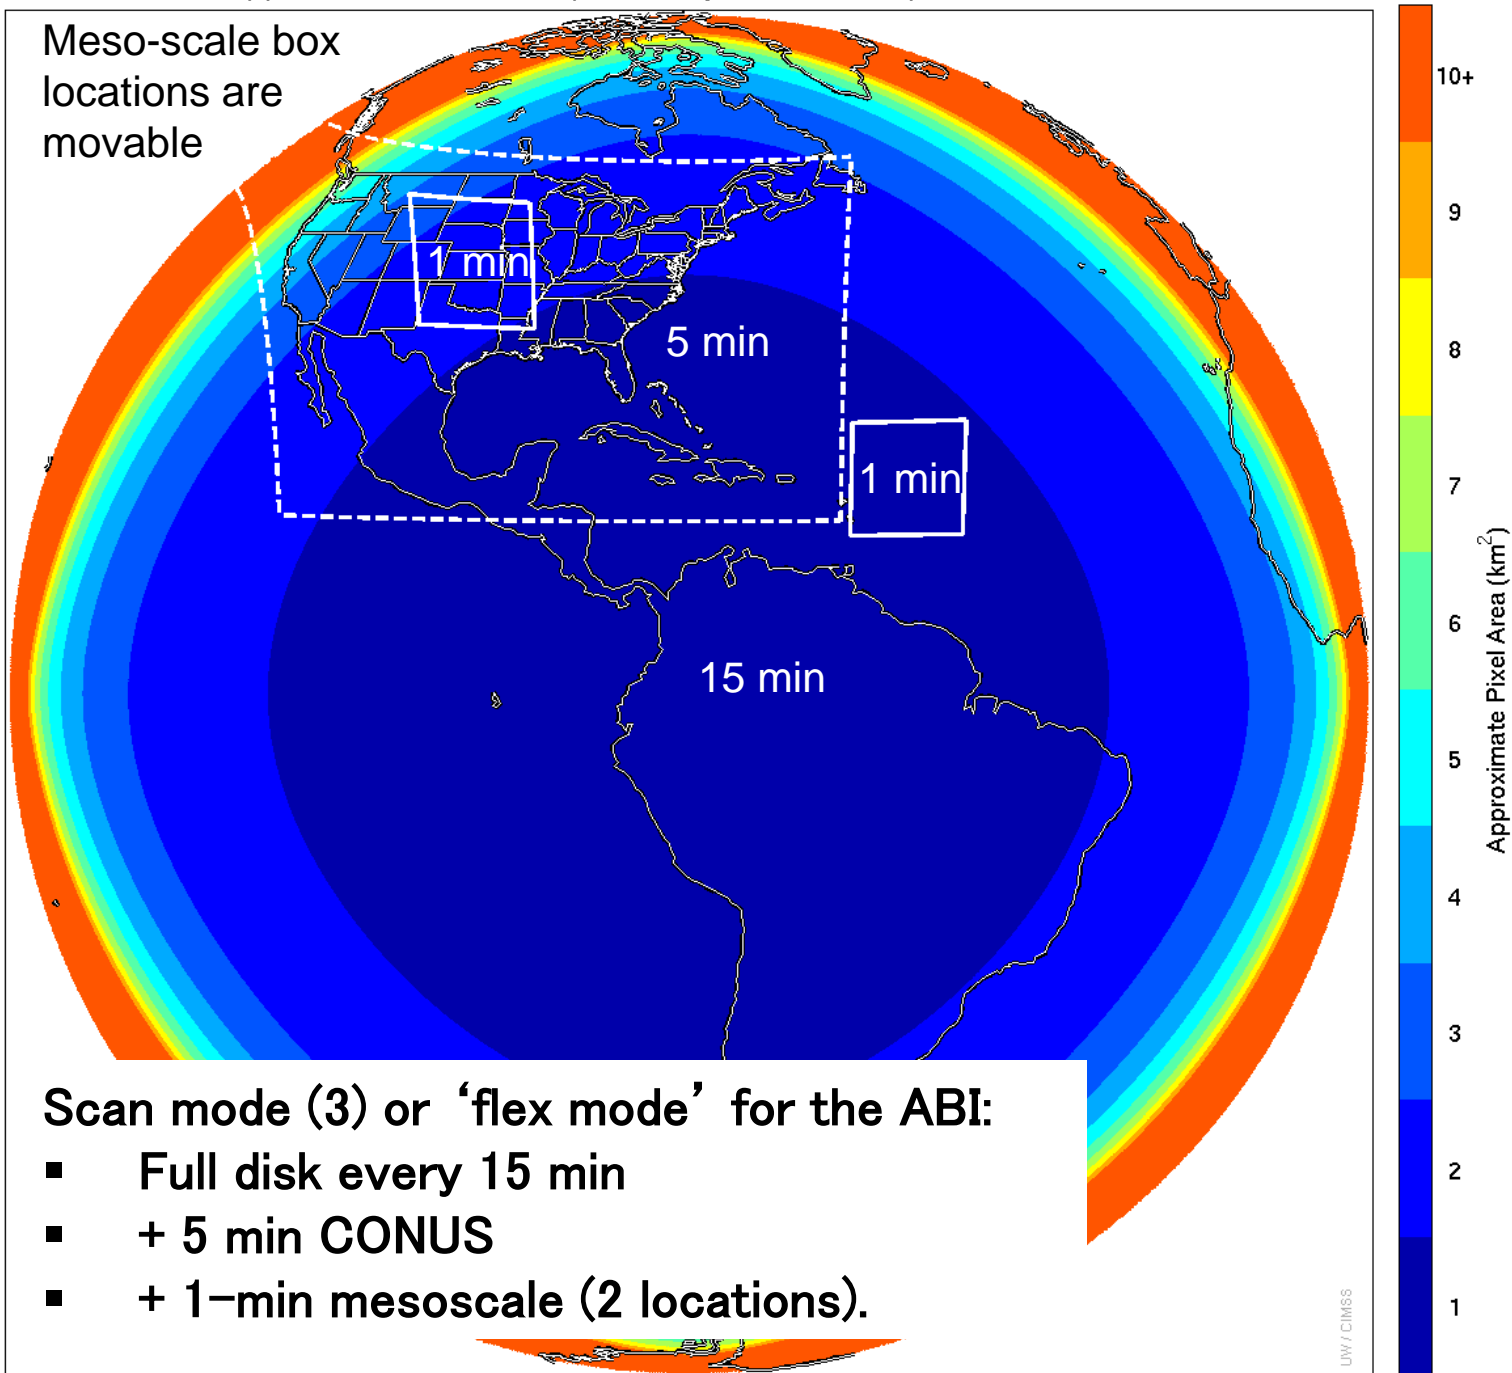 Meso-scale box
locations are
movable
1 min
5 min
1 min
15 min
Scan mode (3) or ‘flex mode’ for the ABI:
▪ Full disk every 15 min
▪ + 5 min CONUS
▪ + 1-min mesoscale (2 locations).
UW / CIMSS
10+
9
8
7
6
5
4
3
2
1
Approximate Pixel Area (km²)